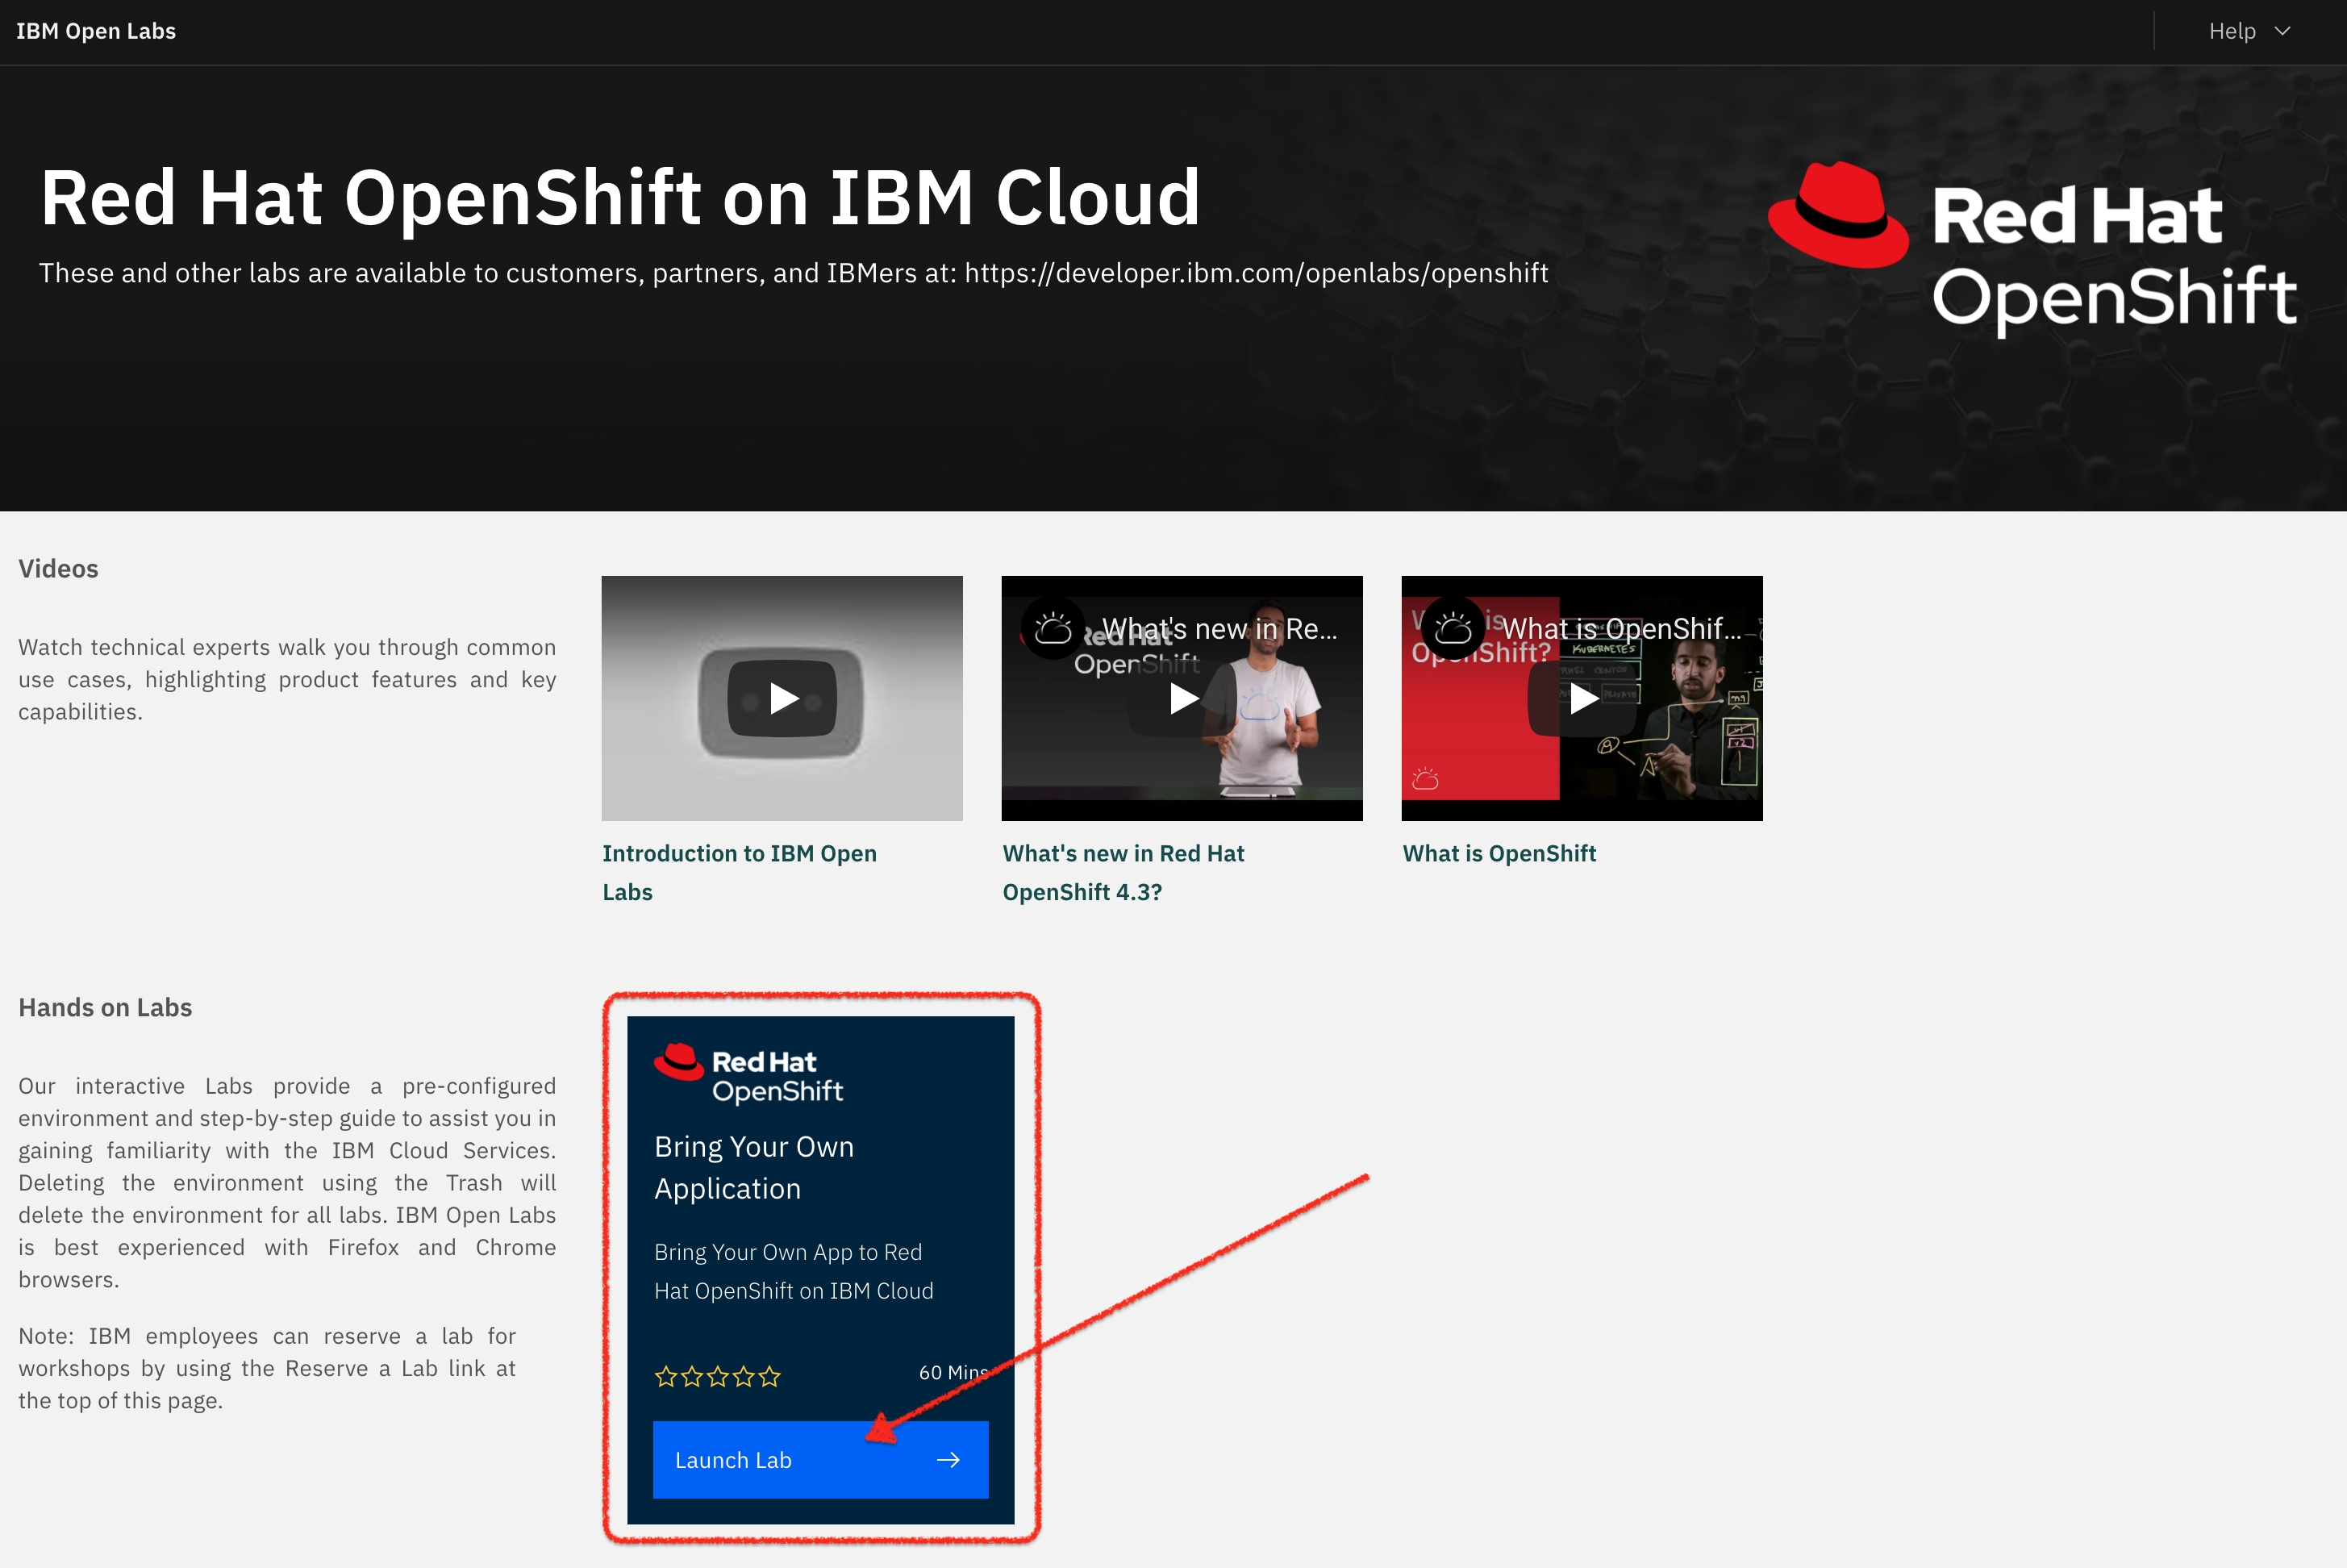 IBM Open Labs
Help
Red Hat OpenShift on IBM Cloud
These and other labs are available to customers, partners, and IBMers at: https://developer.ibm.com/openlabs/openshift
Red Hat
OpenShift
Videos
Watch technical experts walk you through common
use cases, highlighting product features and key
capabilities.
What's new in Re...
Red Hat
OpenShift
What is OpenShif...
OpenShift?
KUBERNETES
PRIVATE
V2
Introduction to IBM Open
Labs
What's new in Red Hat
OpenShift 4.3?
What is OpenShift
Hands on Labs
Our interactive Labs provide a pre-configured
environment and step-by-step guide to assist you in
gaining familiarity with the IBM Cloud Services.
Deleting the environment using the Trash will
delete the environment for all labs. IBM Open Labs
is best experienced with Firefox and Chrome
browsers.
Note: IBM employees can reserve a lab for
workshops by using the Reserve a Lab link at
the top of this page.
Red Hat
OpenShift
Bring Your Own
Application
Bring Your Own App to Red
Hat OpenShift on IBM Cloud
60 Mins
Launch Lab